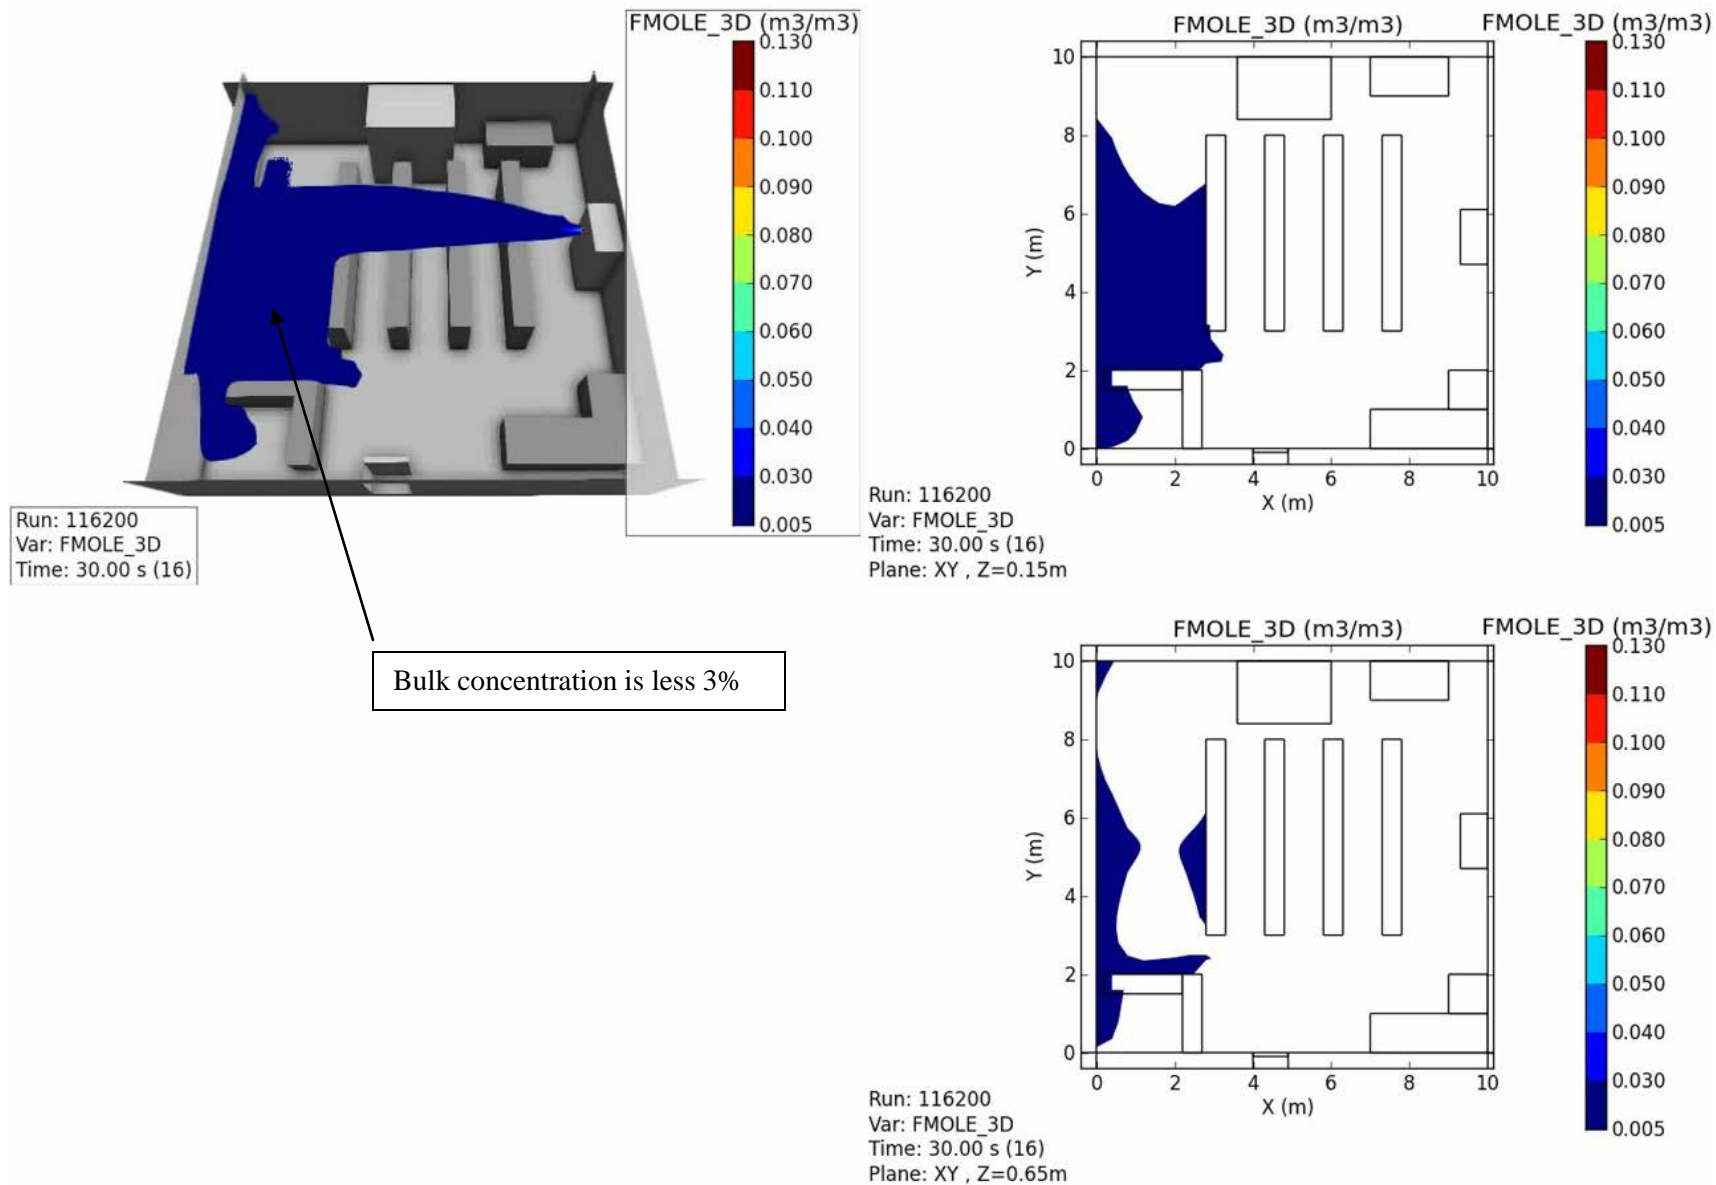 FMOLE_3D (m3/m3)
0.130
0.110
0.100
0.090
0.080
0.070
0.060
0.050
0.040
0.030
0.005
Run: 116200
Var: FMOLE_3D
Time: 30.00 s (16)
Bulk concentration is less 3%
FMOLE_3D (m3/m3)
FMOLE_3D (m3/m3)
10
8
6
4
2
0
Y (m)
0 2 4 6 8 10
X (m)
0.130
0.110
0.100
0.090
0.080
0.070
0.060
0.050
0.040
0.030
0.005
Run: 116200
Var: FMOLE_3D
Time: 30.00 s (16)
Plane: XY , Z=0.15m
FMOLE_3D (m3/m3)
FMOLE_3D (m3/m3)
10
8
6
4
2
0
Y (m)
0 2 4 6 8 10
X (m)
0.130
0.110
0.100
0.090
0.080
0.070
0.060
0.050
0.040
0.030
0.005
Run: 116200
Var: FMOLE_3D
Time: 30.00 s (16)
Plane: XY , Z=0.65m